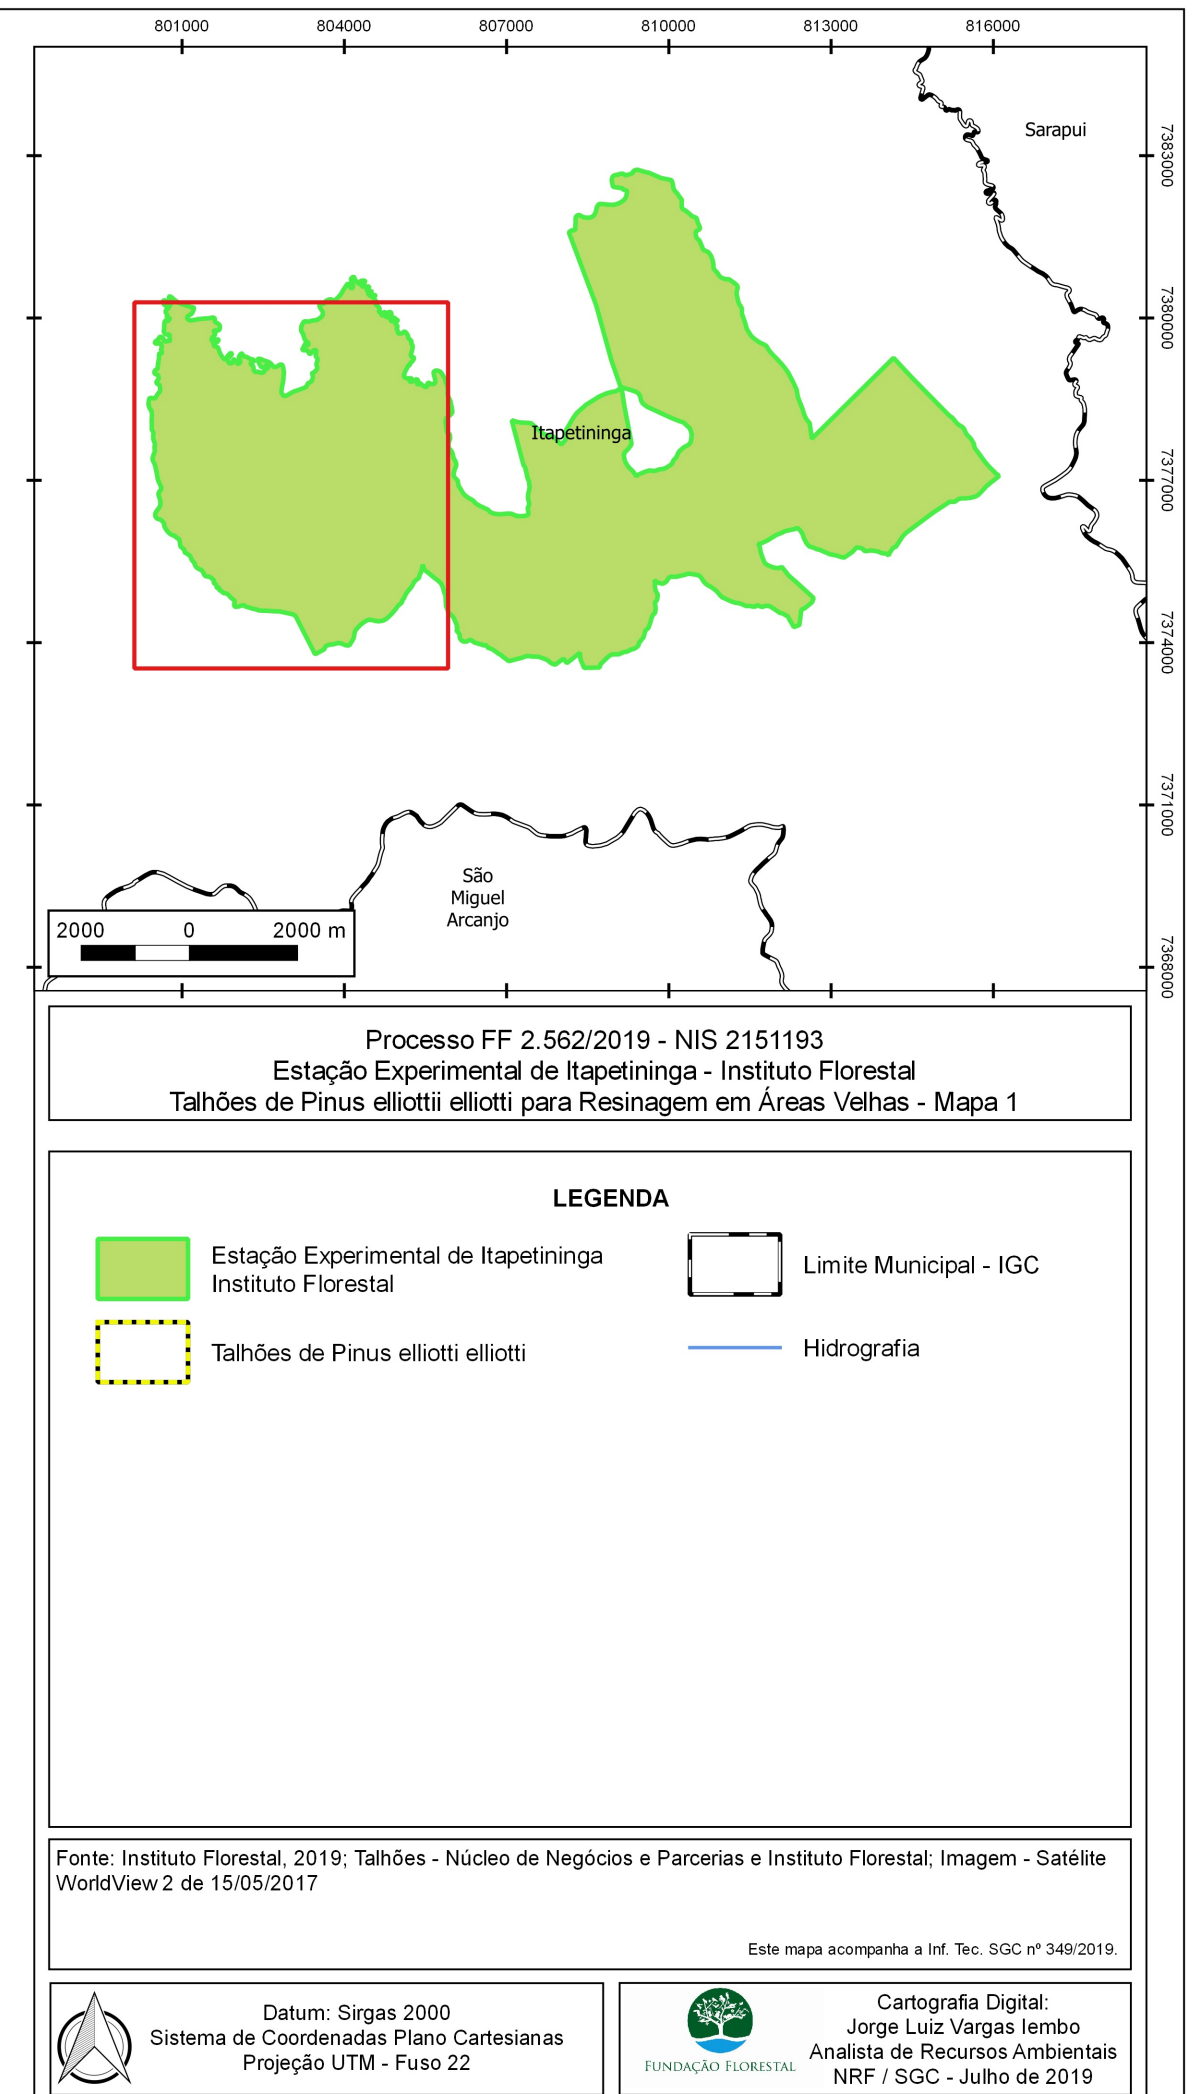 801000 804000 807000 810000 813000 816000
Sarapui
7383000
7380000
Itapetininga
7377000
7374000
7371000
São
Miguel
Arcanjo
2000 0 2000 m
7368000
Processo FF 2.562/2019 - NIS 2151193
Estação Experimental de Itapetininga - Instituto Florestal
Talhões de Pinus elliottii elliotti para Resinagem em Áreas Velhas - Mapa 1
LEGENDA
Estação Experimental de Itapetininga
Instituto Florestal
Limite Municipal - IGC
Talhões de Pinus elliotti elliotti
Hidrografia
Fonte: Instituto Florestal, 2019; Talhões - Núcleo de Negócios e Parcerias e Instituto Florestal; Imagem - Satélite
WorldView 2 de 15/05/2017
Este mapa acompanha a Inf. Tec. SGC nº 349/2019.
Datum: Sirgas 2000
Sistema de Coordenadas Plano Cartesianas
Projeção UTM - Fuso 22
FUNDAÇÃO FLORESTAL
Cartografia Digital:
Jorge Luiz Vargas Iembo
Analista de Recursos Ambientais
NRF / SGC - Julho de 2019